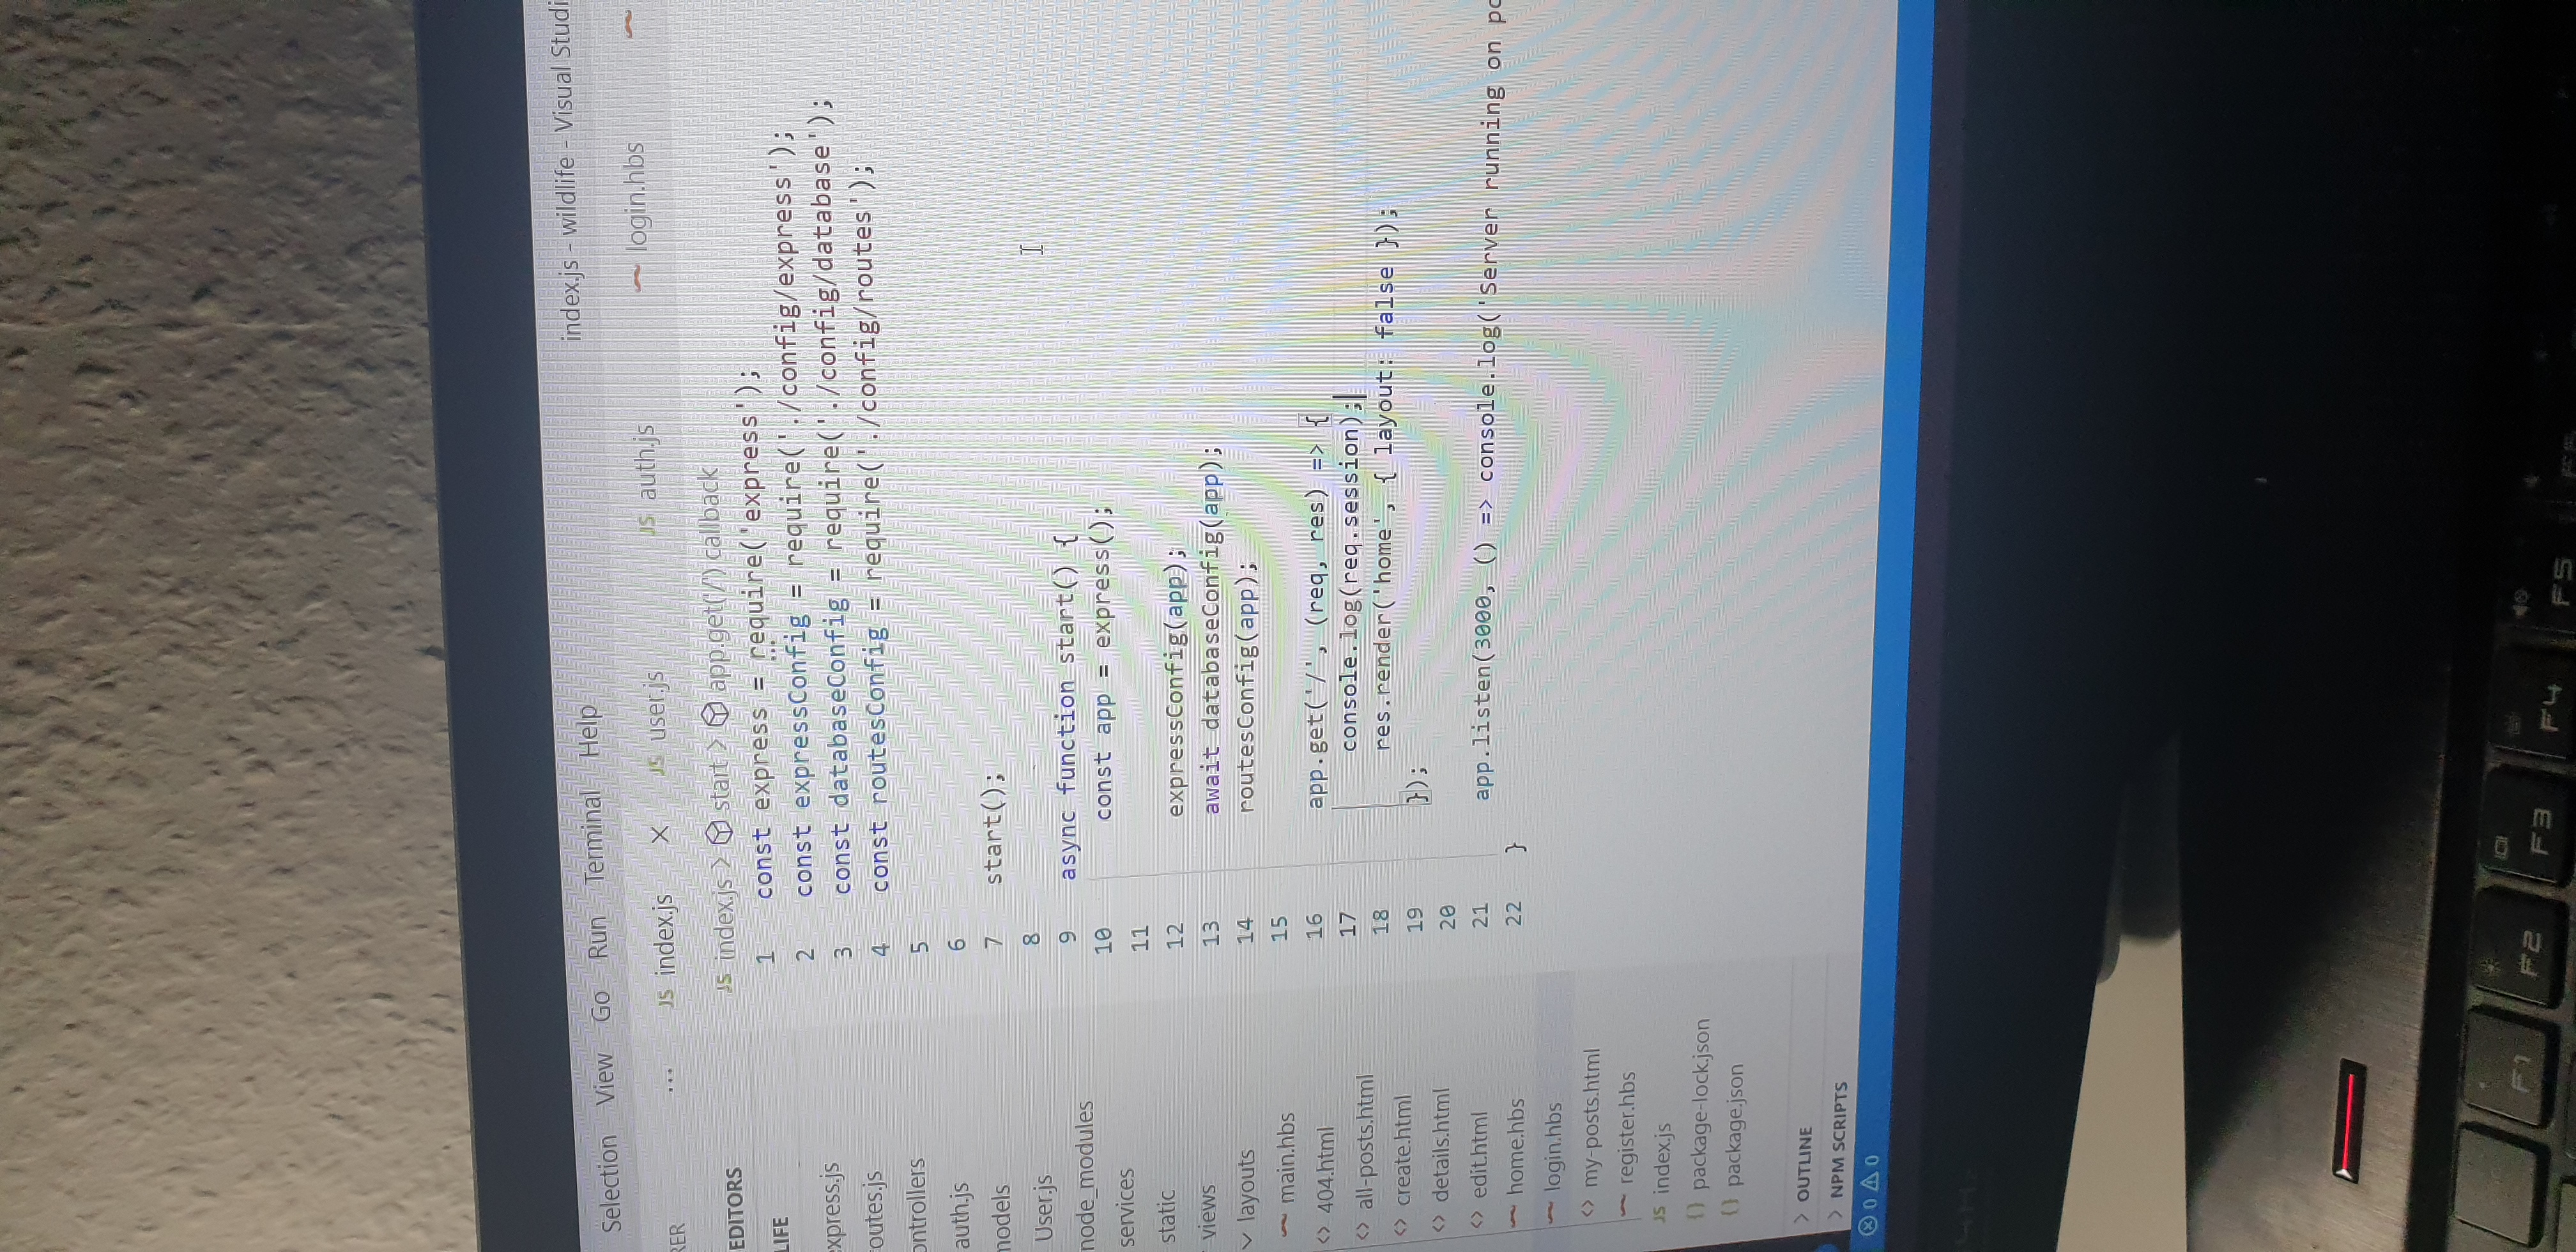 Selection View Go Run Terminal Help index.js - wildlife - Visual Studi
RER ... JS index.js × JS user.js JS auth.js login.hbs
EDITORS
JS index.js > start > app.get('/') callback
LIFE
xpress.js
outes.js
ontrollers
auth.js
models
User.js
node_modules
services
static
views
layouts
main.hbs
<> 404.html
<> all-posts.html
<> create.html
<> details.html
<> edit.html
home.hbs
login.hbs
<> my-posts.html
register.hbs
JS index.js
{} package-lock.json
{} package.json
> OUTLINE
> NPM SCRIPTS
0 0
1 const express = require('express');
2 const expressConfig = require('./config/express');
3 const databaseConfig = require('./config/database');
4 const routesConfig = require('./config/routes');
5
6
7 start();
8
9 async function start() {
10 const app = express();
11
12 expressConfig(app);
13 await databaseConfig(app);
14 routesConfig(app);
15
16 app.get('/', (req, res) => {
17 console.log(req.session);
18 res.render('home', { layout: false });
19 });
20
21 app.listen(3000, () => console.log('Server running on po
22 }
F1 F2 F3 F4 F5